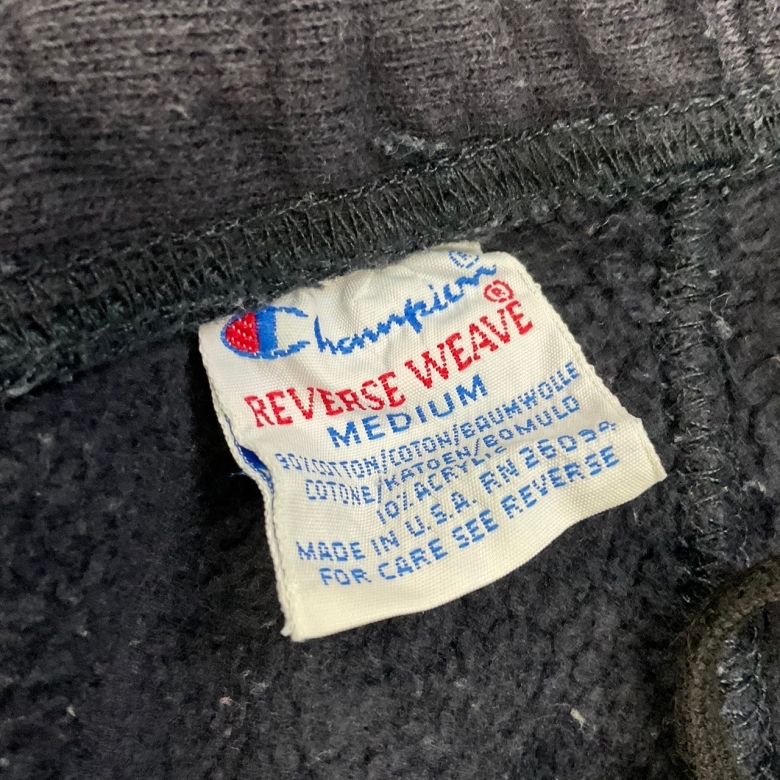 Champion®
REVERSE WEAVE®
MEDIUM
90%COTTON/COTON/BAUMWOLLE
COTONE/KATOEN/BOMULD
10% ACRYLIC
MADE IN U.S.A. RN 26094
FOR CARE SEE REVERSE